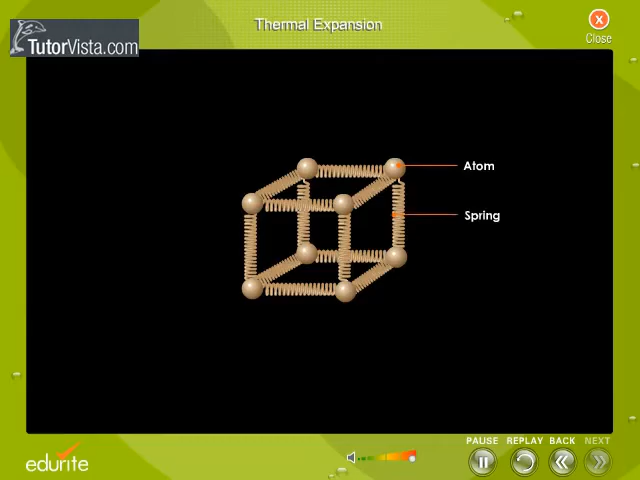 Thermal Expansion
X
Close
TutorVista.com
Atom
Spring
PAUSE REPLAY BACK NEXT
edurite